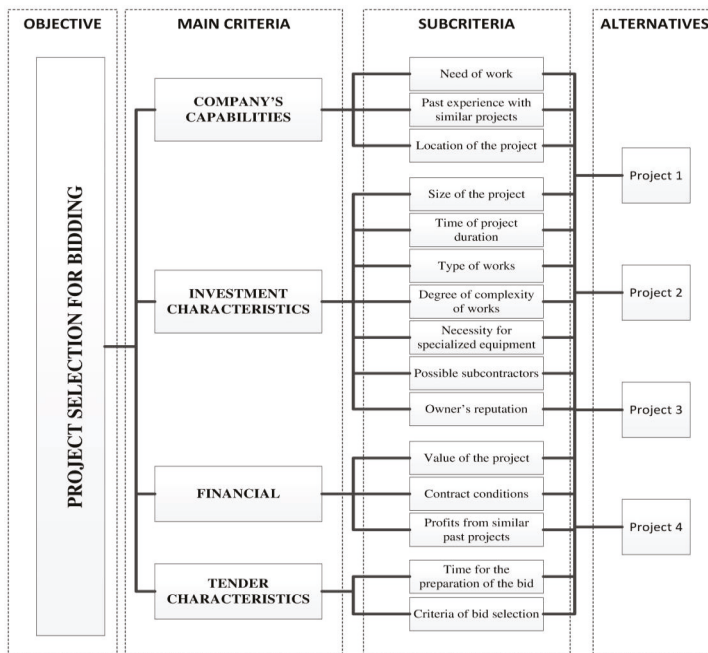 OBJECTIVE
MAIN CRITERIA
SUBCRITERIA
ALTERNATIVES
PROJECT SELECTION FOR BIDDING
COMPANY'S
CAPABILITIES
INVESTMENT
CHARACTERISTICS
FINANCIAL
TENDER
CHARACTERISTICS
Need of work
Past experience with
similar projects
Location of the project
Size of the project
Time of project
duration
Type of works
Degree of complexity
of works
Necessity for
specialized equipment
Possible subcontractors
Owner's reputation
Value of the project
Contract conditions
Profits from similar
past projects
Time for the
preparation of the bid
Criteria of bid selection
Project 1
Project 2
Project 3
Project 4